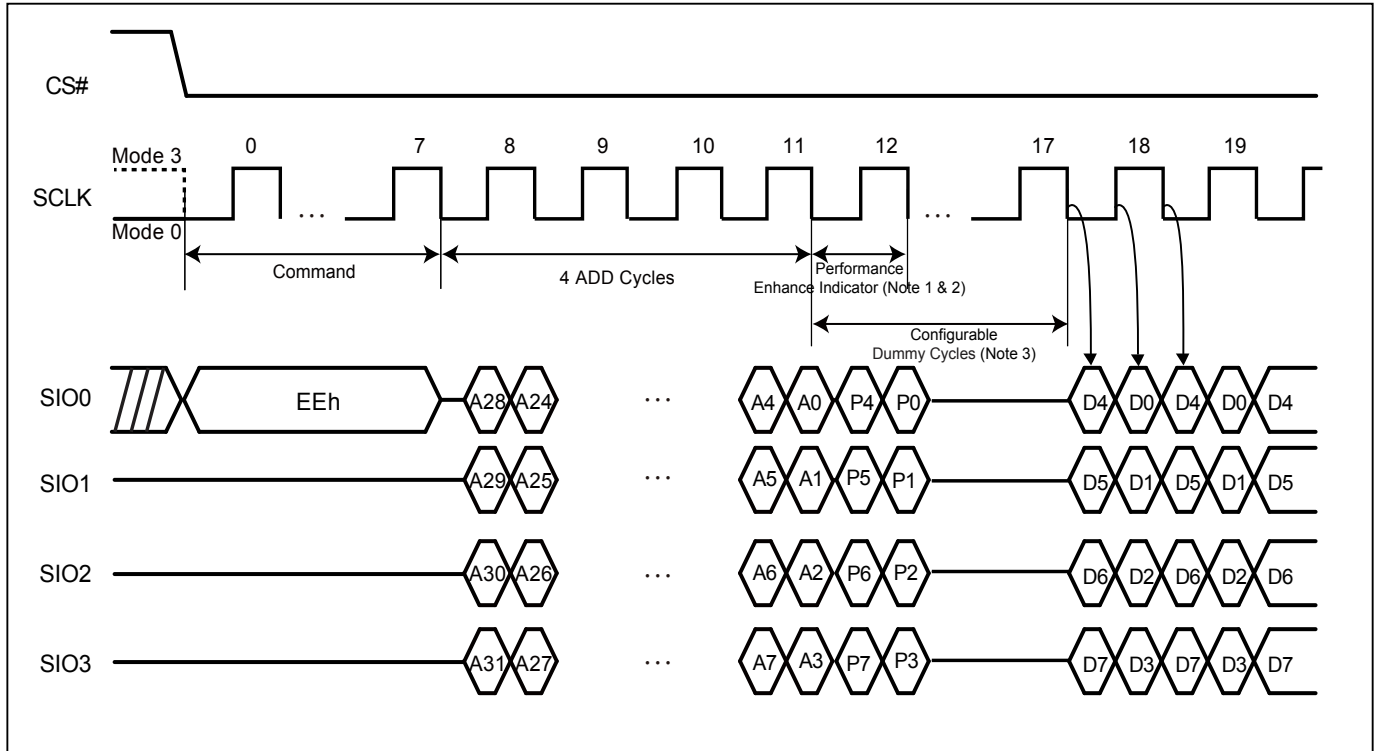 CS#
Mode 3
0 7 8 9 10 11 12 17 18 19
SCLK
...
...
Mode 0
Command
4 ADD Cycles
Performance
Enhance Indicator (Note 1 & 2)
Configurable
Dummy Cycles (Note 3)
SIO0 EEh A28 A24 ... A4 A0 P4 P0 D4 D0 D4 D0 D4
SIO1 A29 A25 ... A5 A1 P5 P1 D5 D1 D5 D1 D5
SIO2 A30 A26 ... A6 A2 P6 P2 D6 D2 D6 D2 D6
SIO3 A31 A27 ... A7 A3 P7 P3 D7 D3 D7 D3 D7